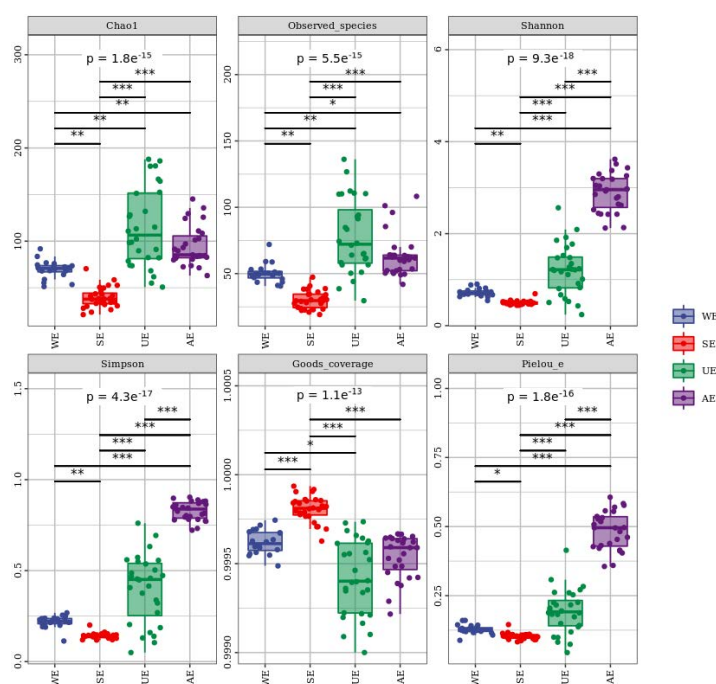 Chao1
Observed_species
Shannon
p = 1.8e-15
p = 5.5e-15
p = 9.3e-18
***
***
**
**
**
***
***
*
**
**
***
***
***
***
**
300
200
100
200
150
100
50
6
4
2
0
WE
SE
UE
AE
WE
SE
UE
AE
WE
SE
UE
AE
Simpson
Goods_coverage
Pielou_e
p = 4.3e-17
p = 1.1e-13
p = 1.8e-16
***
***
***
***
**
***
***
*
***
***
***
***
***
*
1.5
1.0
0.5
0.0
1.0005
1.0000
0.9995
0.9990
1.00
0.75
0.50
0.25
WE
SE
UE
AE
WE
SE
UE
AE
WE
SE
UE
AE
WE
SE
UE
AE